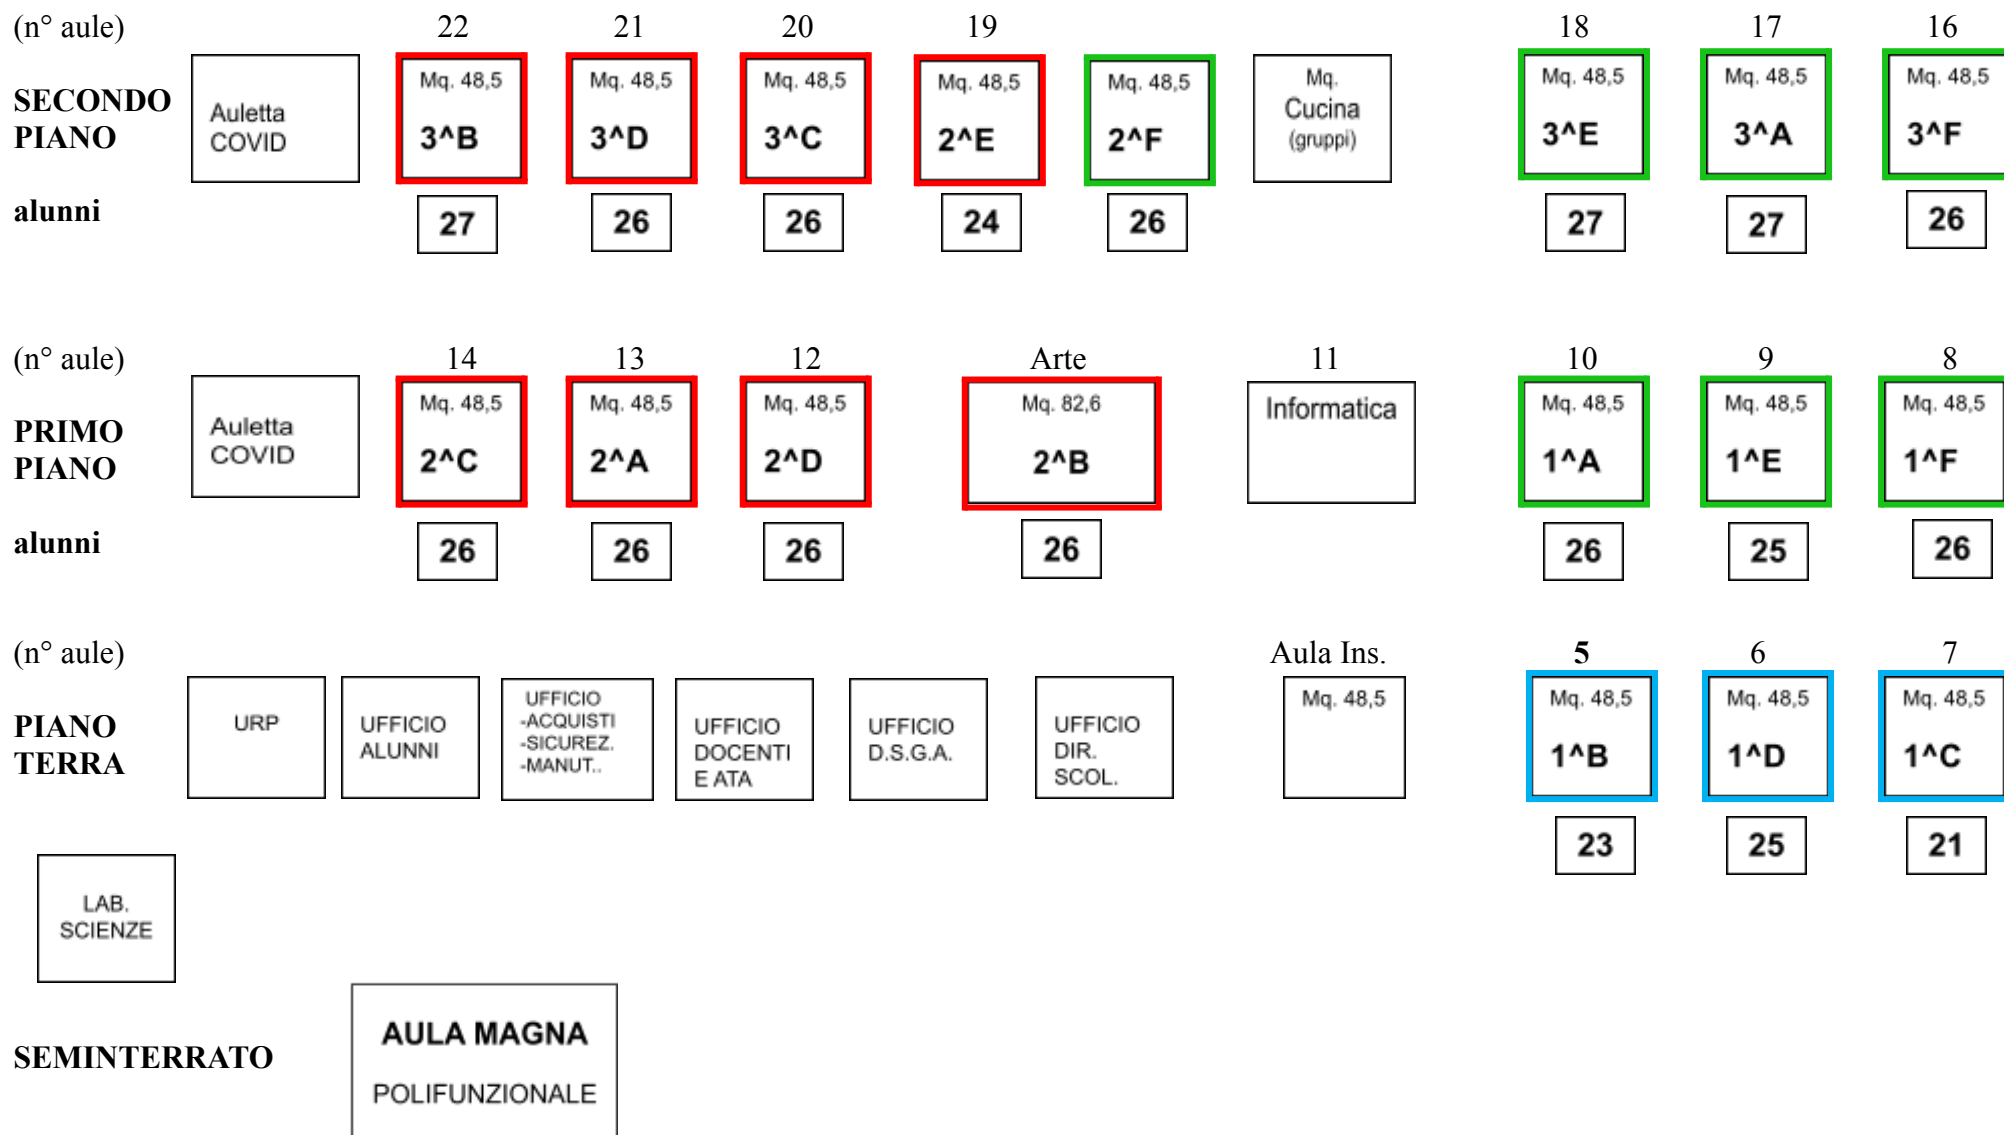 (n° aule) 22 21 20 19 18 17 16
SECONDO
PIANO
Auletta
COVID
Mq. 48,5
3^B
Mq. 48,5
3^D
Mq. 48,5
3^C
Mq. 48,5
2^E
Mq. 48,5
2^F
Mq.
Cucina
(gruppi)
Mq. 48,5
3^E
Mq. 48,5
3^A
Mq. 48,5
3^F
alunni 27 26 26 24 26 27 27 26
(n° aule) 14 13 12 Arte 11 10 9 8
PRIMO
PIANO
Auletta
COVID
Mq. 48,5
2^C
Mq. 48,5
2^A
Mq. 48,5
2^D
Mq. 82,6
2^B
Informatica
Mq. 48,5
1^A
Mq. 48,5
1^E
Mq. 48,5
1^F
alunni 26 26 26 26 26 25 26
(n° aule) Aula Ins. 5 6 7
PIANO
TERRA
URP
UFFICIO
ALUNNI
UFFICIO
-ACQUISTI
-SICUREZ.
-MANUT..
UFFICIO
DOCENTI
E ATA
UFFICIO
D.S.G.A.
UFFICIO
DIR.
SCOL.
Mq. 48,5
Mq. 48,5
1^B
Mq. 48,5
1^D
Mq. 48,5
1^C
23 25 21
LAB.
SCIENZE
SEMINTERRATO
AULA MAGNA
POLIFUNZIONALE